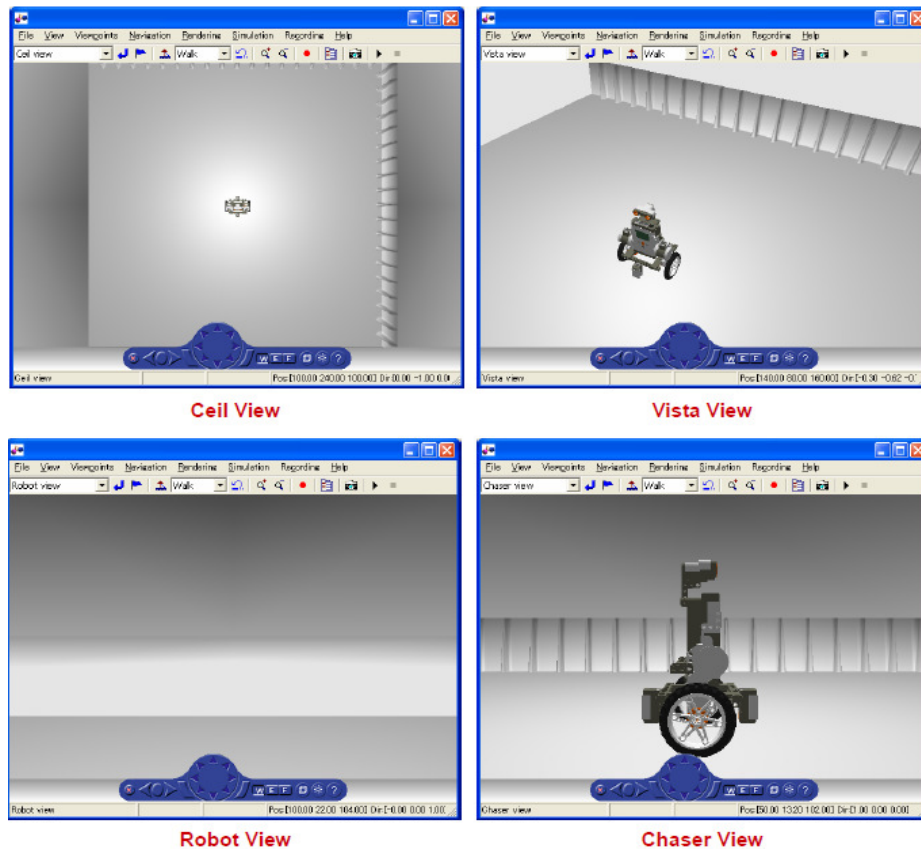 File View Viewpoints Navigation Rendering Simulation Recording Help
Ceil view Walk
W E F ?
Ceil view Pos:[100.00 240.00 100.00] Dir:[0.00 -1.00 0.0
Ceil View
File View Viewpoints Navigation Rendering Simulation Recording Help
Vista view Walk
W E F ?
Vista view Pos:[140.00 80.00 160.00] Dir:[-0.30 -0.62 -0.
Vista View
File View Viewpoints Navigation Rendering Simulation Recording Help
Robot view Walk
W E F ?
Robot view Pos:[100.00 22.00 104.00] Dir:[-0.00 0.00 1.00]
Robot View
File View Viewpoints Navigation Rendering Simulation Recording Help
Chaser view Walk
W E F ?
Chaser view Pos:[50.00 13.20 102.00] Dir:[1.00 0.00 0.00]
Chaser View